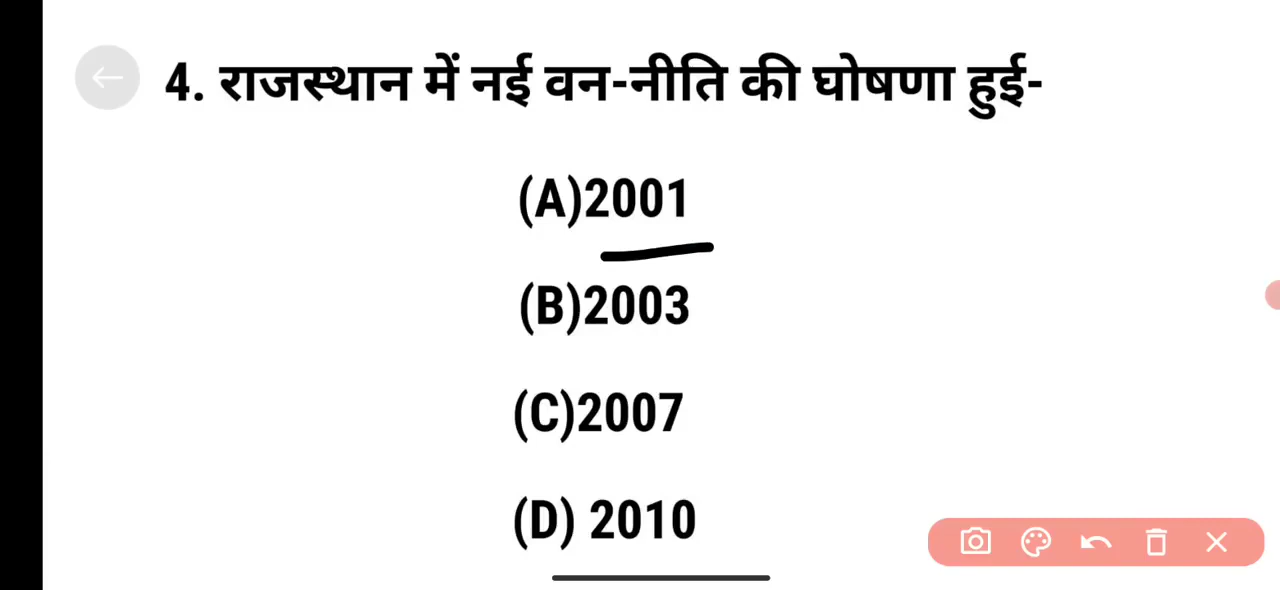 4. राजस्थान में नई वन-नीति की घोषणा हुई-
(A)2001
(B)2003
(C)2007
(D) 2010